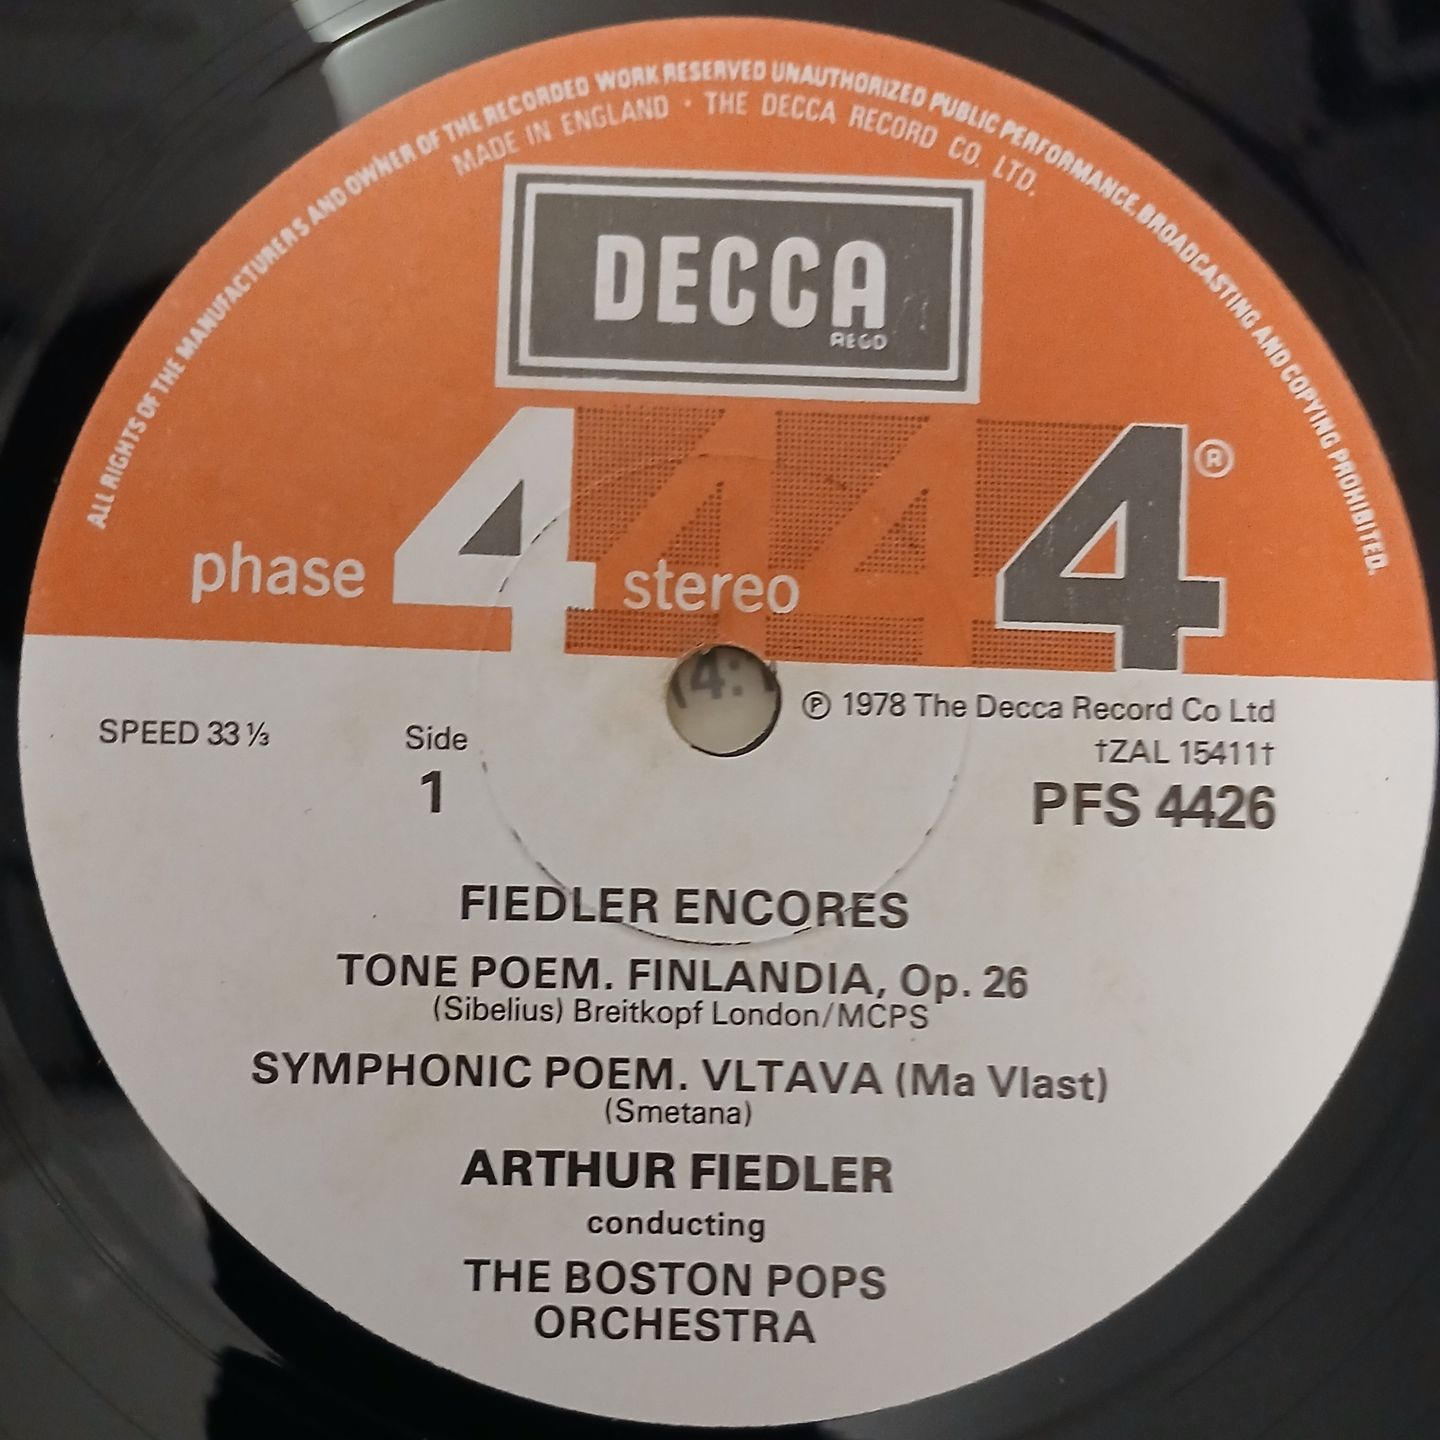 ALL RIGHTS OF THE MANUFACTURERS AND OWNER OF THE RECORDED WORK RESERVED UNAUTHORIZED PUBLIC PERFORMANCE, BROADCASTING AND COPYING PROHIBITED.
MADE IN ENGLAND · THE DECCA RECORD CO. LTD.
DECCA
REGD
phase 4 stereo 4 4 4 ®
℗ 1978 The Decca Record Co Ltd
SPEED 33 ⅓
Side
†ZAL 15411†
1
PFS 4426
FIEDLER ENCORES
TONE POEM. FINLANDIA, Op. 26
(Sibelius) Breitkopf London/MCPS
SYMPHONIC POEM. VLTAVA (Ma Vlast)
(Smetana)
ARTHUR FIEDLER
conducting
THE BOSTON POPS
ORCHESTRA